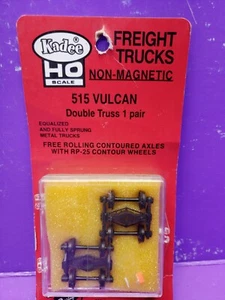 Kadee
®
HO
SCALE
FREIGHT
TRUCKS
NON-MAGNETIC
515 VULCAN
Double Truss 1 pair
EQUALIZED
AND FULLY SPRUNG
METAL TRUCKS
FREE ROLLING CONTOURED AXLES
WITH RP-25 CONTOUR WHEELS